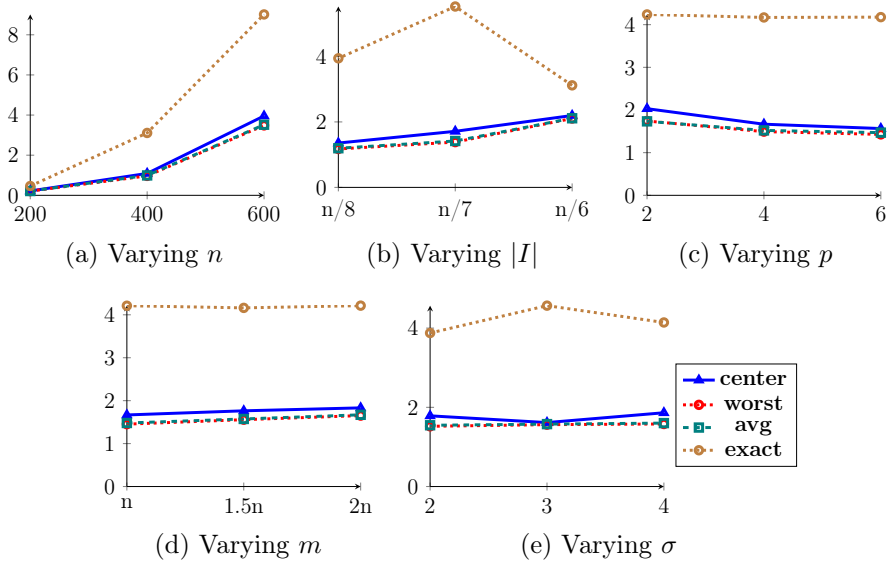 8
6
4
2
0
200 400 600
(a) Varying n
4
2
0
n/8 n/7 n/6
(b) Varying |I|
4
3
2
1
0
2 4 6
(c) Varying p
4
3
2
1
0
n 1.5n 2n
(d) Varying m
4
2
0
2 3 4
(e) Varying σ
center
worst
avg
exact